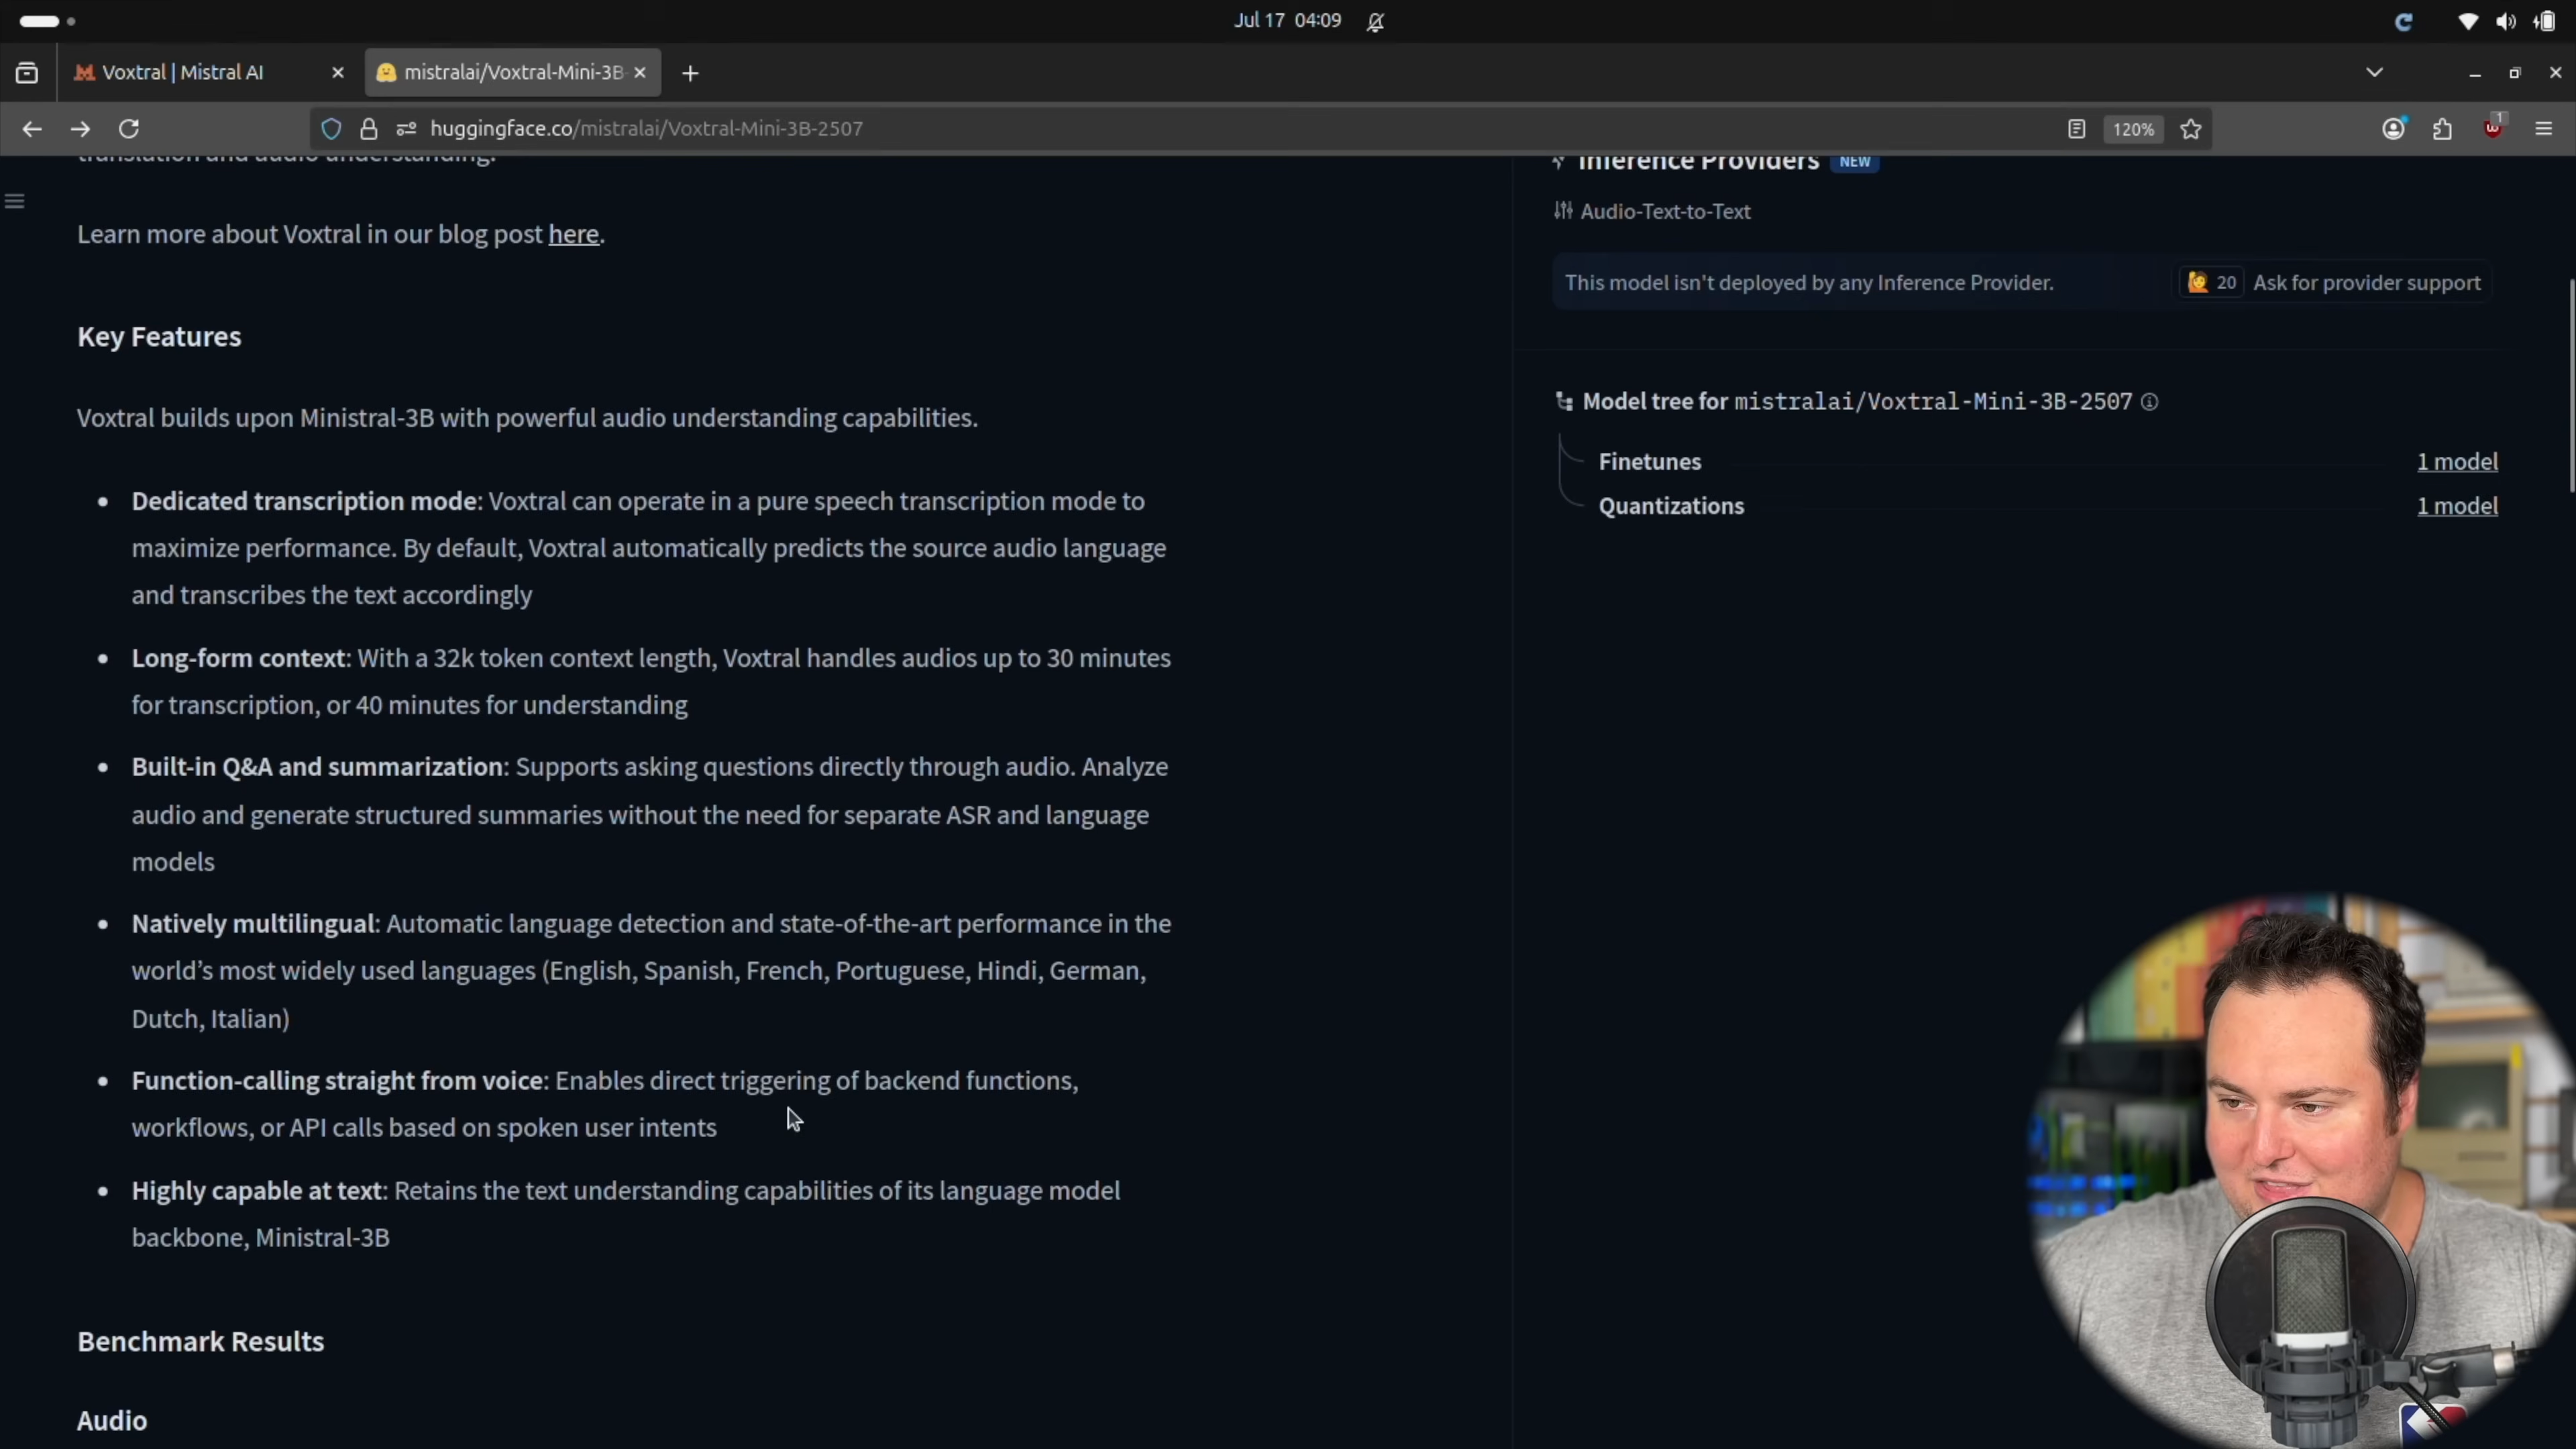 Jul 17 04:09
Voxtral | Mistral AI
mistralai/Voxtral-Mini-3B-
huggingface.co/mistralai/Voxtral-Mini-3B-2507
120%
1
translation and audio understanding.
Learn more about Voxtral in our blog post here.
Key Features
Voxtral builds upon Ministral-3B with powerful audio understanding capabilities.
• Dedicated transcription mode: Voxtral can operate in a pure speech transcription mode to
maximize performance. By default, Voxtral automatically predicts the source audio language
and transcribes the text accordingly
• Long-form context: With a 32k token context length, Voxtral handles audios up to 30 minutes
for transcription, or 40 minutes for understanding
• Built-in Q&A and summarization: Supports asking questions directly through audio. Analyze
audio and generate structured summaries without the need for separate ASR and language
models
• Natively multilingual: Automatic language detection and state-of-the-art performance in the
world’s most widely used languages (English, Spanish, French, Portuguese, Hindi, German,
Dutch, Italian)
• Function-calling straight from voice: Enables direct triggering of backend functions,
workflows, or API calls based on spoken user intents
• Highly capable at text: Retains the text understanding capabilities of its language model
backbone, Ministral-3B
Benchmark Results
Audio
Inference Providers NEW
Audio-Text-to-Text
This model isn't deployed by any Inference Provider.
20 Ask for provider support
Model tree for mistralai/Voxtral-Mini-3B-2507
Finetunes 1 model
Quantizations 1 model